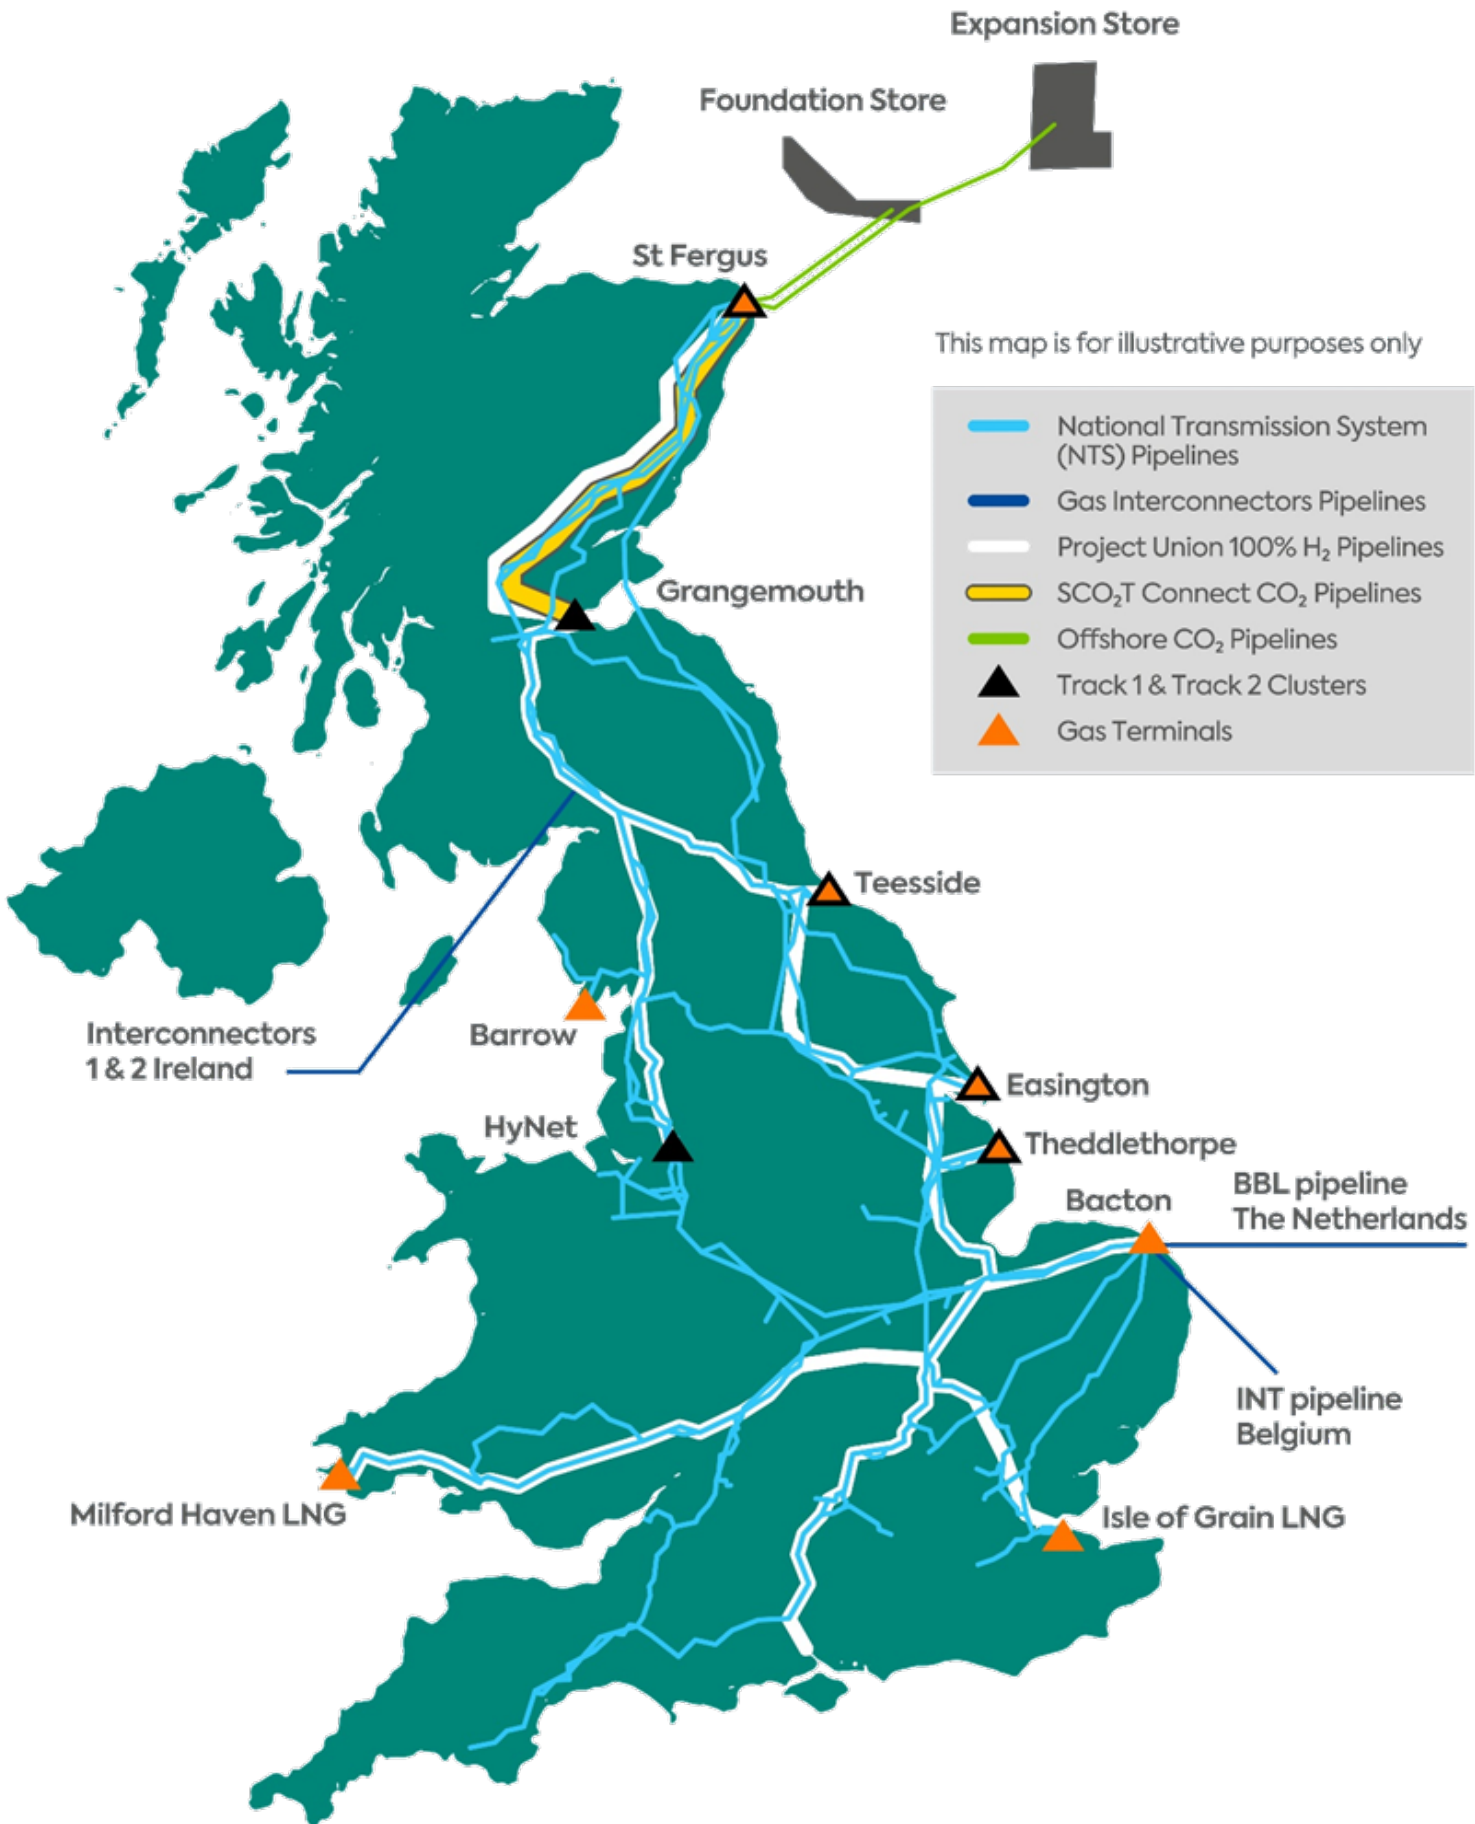 Expansion Store
Foundation Store
St Fergus
This map is for illustrative purposes only
National Transmission System
(NTS) Pipelines
Gas Interconnectors Pipelines
Project Union 100% H₂ Pipelines
SCO₂T Connect CO₂ Pipelines
Offshore CO₂ Pipelines
Track 1 & Track 2 Clusters
Gas Terminals
Grangemouth
Teesside
Interconnectors
1 & 2 Ireland
Barrow
Easington
HyNet
Theddlethorpe
Bacton
BBL pipeline
The Netherlands
INT pipeline
Belgium
Milford Haven LNG
Isle of Grain LNG